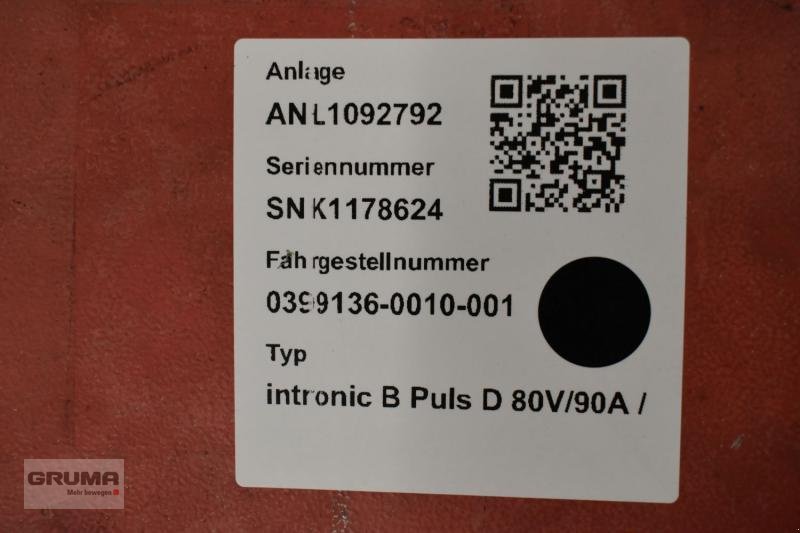 Anlage
ANL1092792
Seriennummer
SNK1178624
Fahrgestellnummer
0399136-0010-001
Typ
intronic B Puls D 80V/90A /
GRUMA
Mehr bewegen